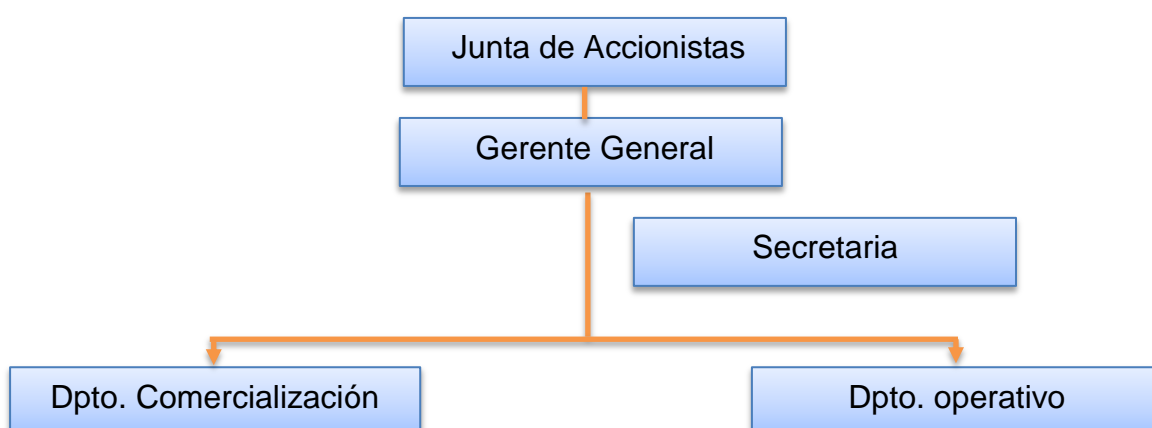 Junta de Accionistas
Gerente General
Secretaria
Dpto. Comercialización
Dpto. operativo